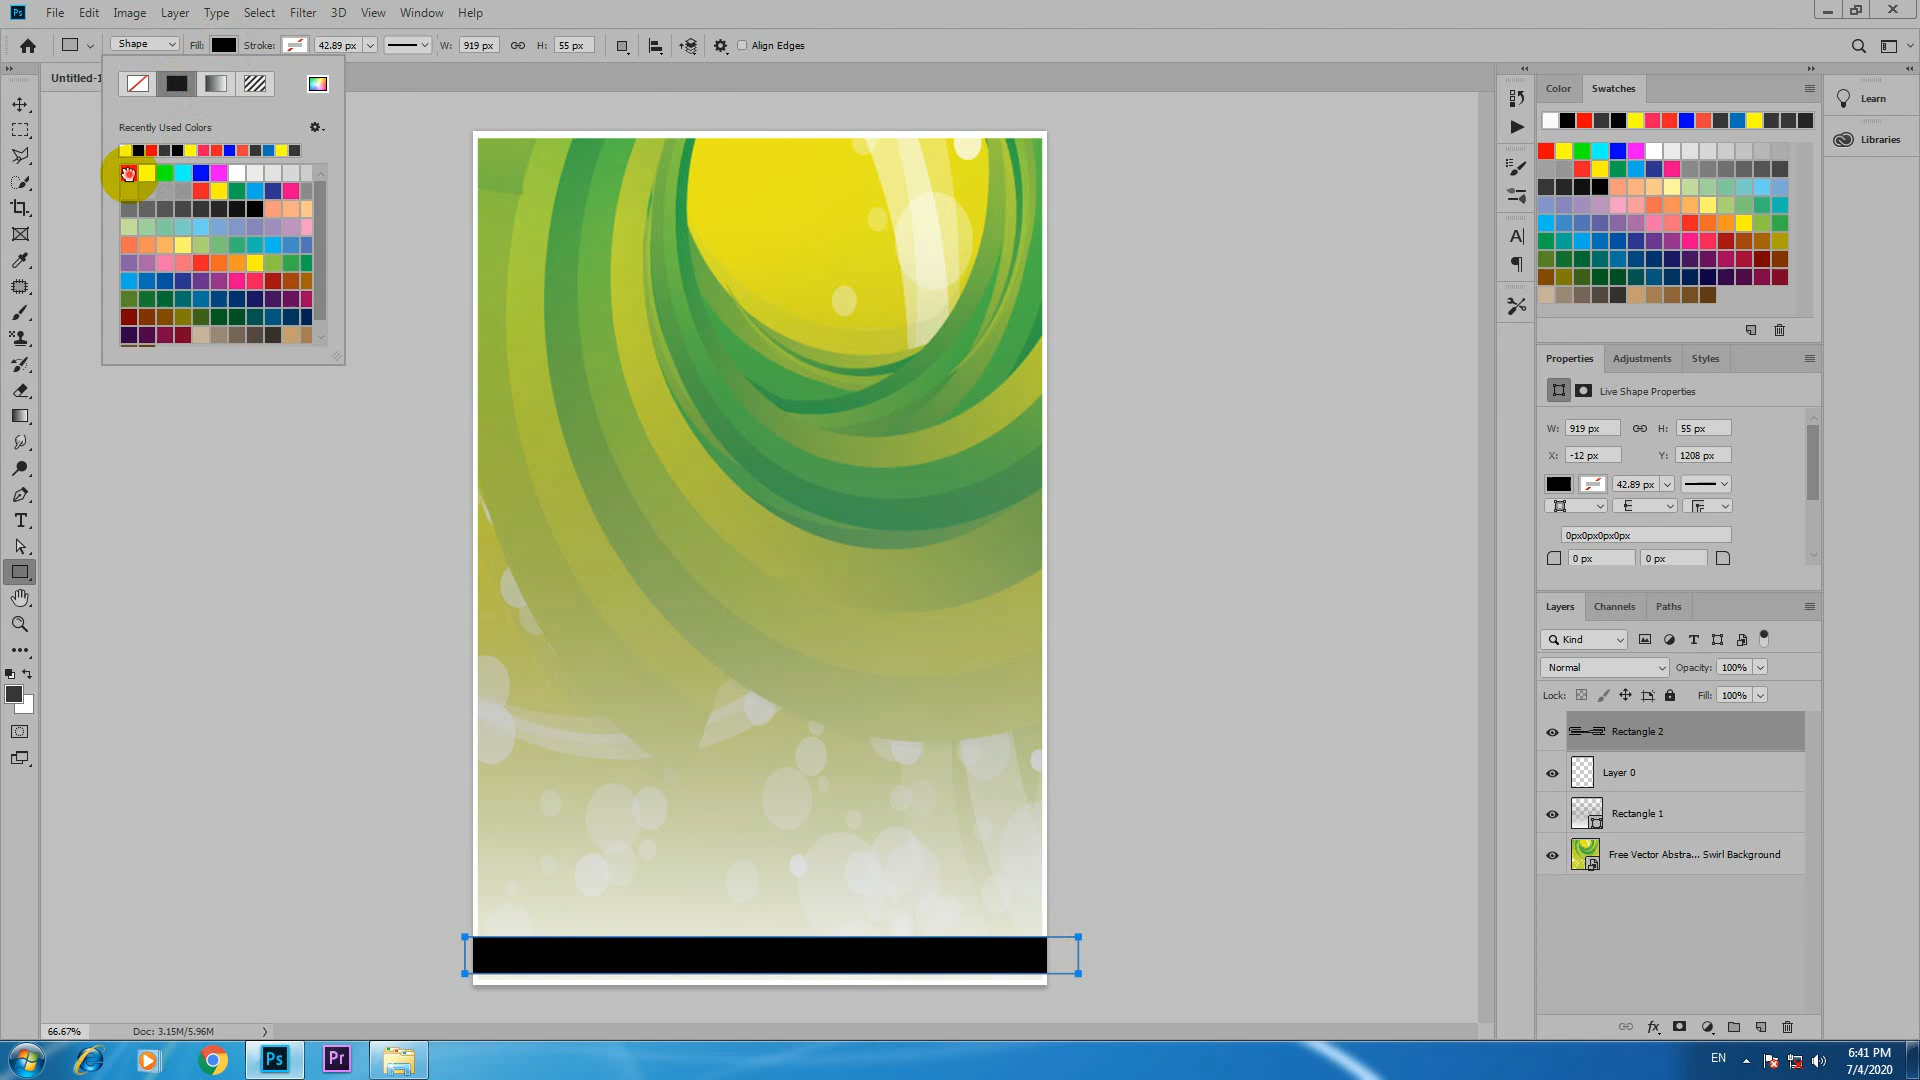 Ps File Edit Image Layer Type Select Filter 3D View Window Help
Shape Fill: Stroke: 42.89 px W: 919 px H: 55 px Align Edges
Untitled-1
Recently Used Colors
Color Swatches
Learn
Libraries
Properties Adjustments Styles
Live Shape Properties
W: 919 px H: 55 px
X: -12 px Y: 1208 px
42.89 px
0px0px0px0px
0 px 0 px
Layers Channels Paths
Kind
Normal Opacity: 100%
Lock: Fill: 100%
Rectangle 2
Layer 0
Rectangle 1
Free Vector Abstra... Swirl Background
fx
66.67% Doc: 3.15M/5.96M
Ps Pr EN 6:41 PM
7/4/2020